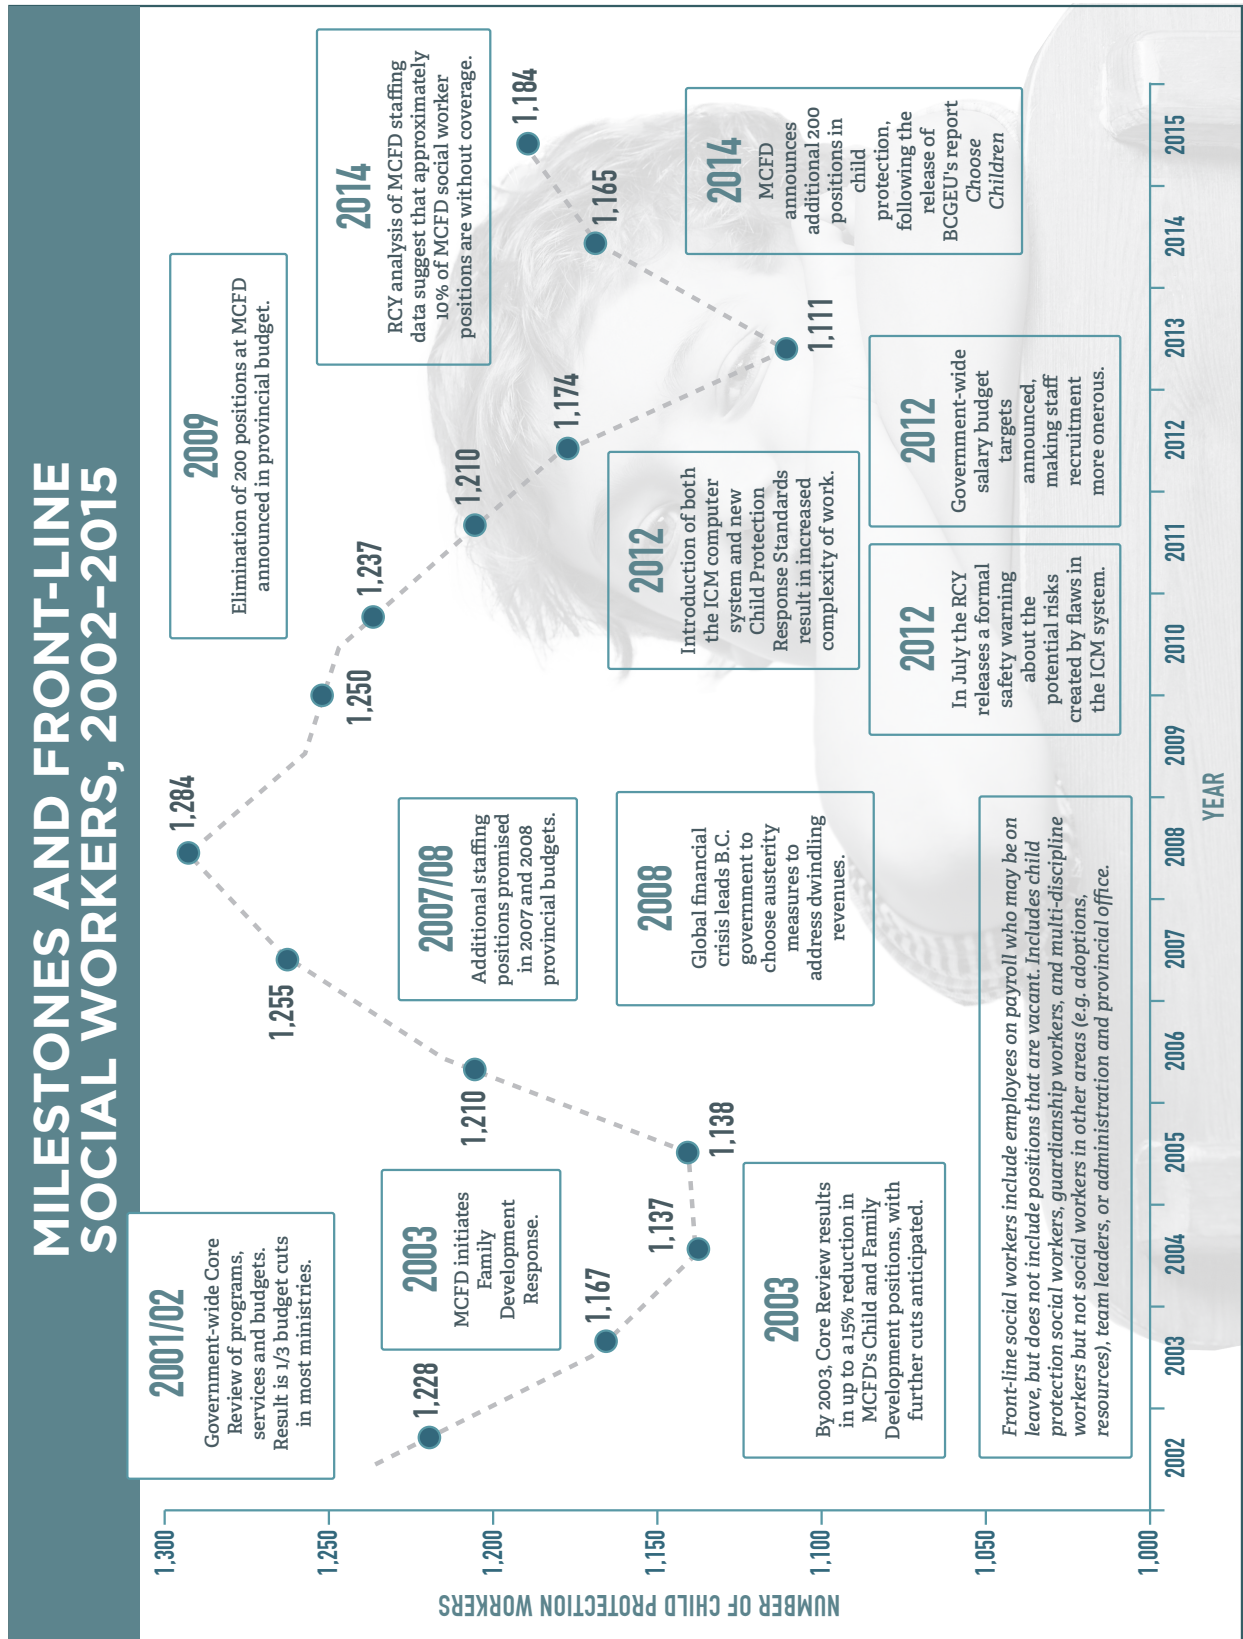 MILESTONES AND FRONT-LINE
SOCIAL WORKERS, 2002–2015
2001/02
Government-wide Core
Review of programs,
services and budgets.
Result is 1/3 budget cuts
in most ministries.
2003
MCFD initiates
Family
Development
Response.
2003
By 2003, Core Review results
in up to a 15% reduction in
MCFD's Child and Family
Development positions, with
further cuts anticipated.
2007/08
Additional staffing
positions promised
in 2007 and 2008
provincial budgets.
2008
Global financial
crisis leads B.C.
government to
choose austerity
measures to
address dwindling
revenues.
2009
Elimination of 200 positions at MCFD
announced in provincial budget.
2012
Introduction of both
the ICM computer
system and new
Child Protection
Response Standards
result in increased
complexity of work.
2012
In July the RCY
releases a formal
safety warning
about the
potential risks
created by flaws in
the ICM system.
2012
Government-wide
salary budget
targets
announced,
making staff
recruitment
more onerous.
2014
RCY analysis of MCFD staffing
data suggest that approximately
10% of MCFD social worker
positions are without coverage.
2014
MCFD
announces
additional 200
positions in
child
protection,
following the
release of
BCGEU's report
Choose
Children
1,228
1,167
1,137
1,138
1,210
1,255
1,284
1,250
1,237
1,210
1,174
1,111
1,165
1,184
Front-line social workers include employees on payroll who may be on
leave, but does not include positions that are vacant. Includes child
protection social workers, guardianship workers, and multi-discipline
workers but not social workers in other areas (e.g. adoptions,
resources), team leaders, or administration and provincial office.
NUMBER OF CHILD PROTECTION WORKERS
1,300
1,250
1,200
1,150
1,100
1,050
1,000
2002
2003
2004
2005
2006
2007
2008
2009
2010
2011
2012
2013
2014
2015
YEAR